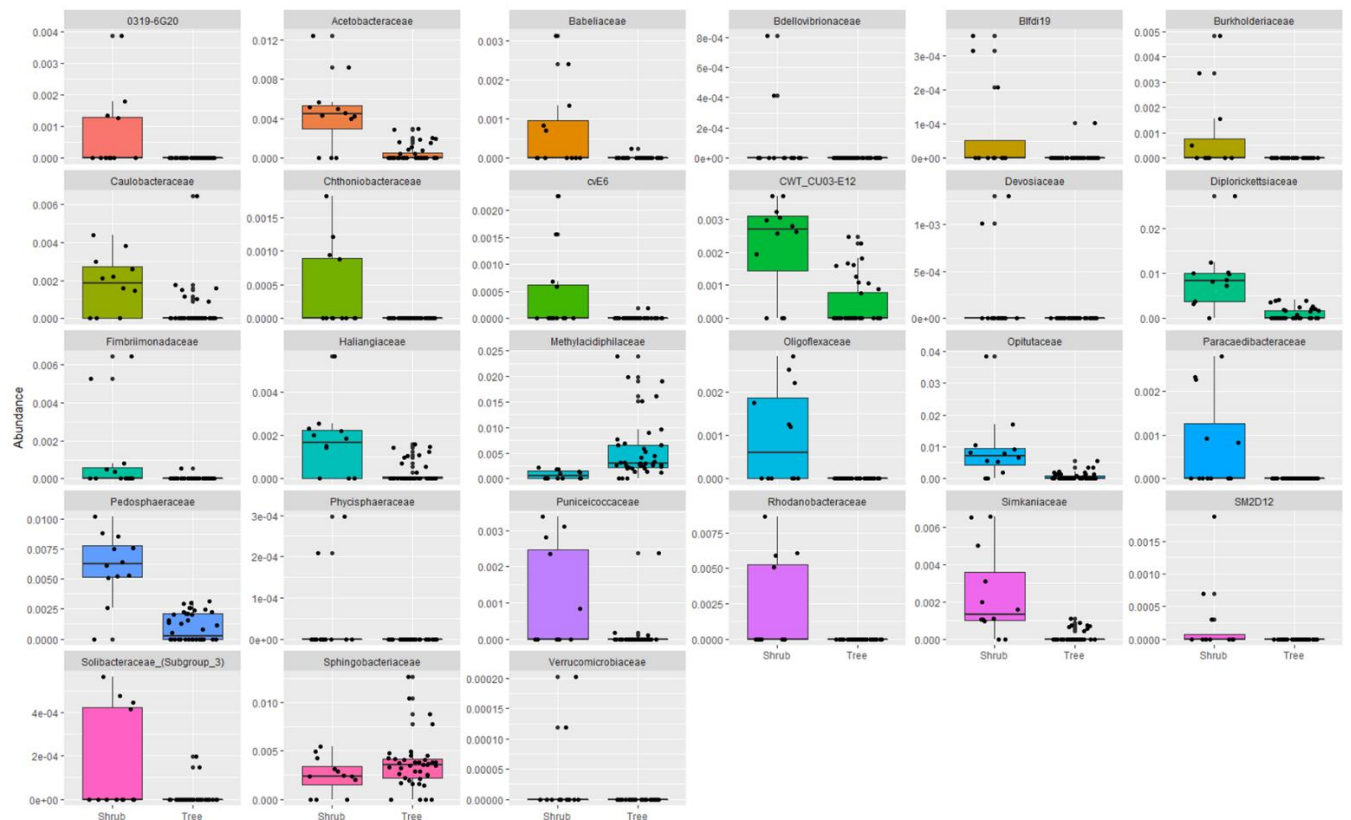 Abundance
0319-6G20
0.004
0.003
0.002
0.001
0.000
Acetobacteraceae
0.012
0.008
0.004
0.000
Babeliaceae
0.003
0.002
0.001
0.000
Bdellovibrionaceae
8e-04
6e-04
4e-04
2e-04
0e+00
Blfdi19
3e-04
2e-04
1e-04
0e+00
Burkholderiaceae
0.005
0.004
0.003
0.002
0.001
0.000
Caulobacteraceae
0.006
0.004
0.002
0.000
Chthoniobacteraceae
0.0015
0.0010
0.0005
0.0000
cvE6
0.0020
0.0015
0.0010
0.0005
0.0000
CWT_CU03-E12
0.003
0.002
0.001
0.000
Devosiaceae
1e-03
5e-04
0e+00
Diplorickettsiaceae
0.02
0.01
0.00
Fimbriimonadaceae
0.006
0.004
0.002
0.000
Haliangiaceae
0.004
0.002
0.000
Methylacidiphilaceae
0.025
0.020
0.015
0.010
0.005
0.000
Oligoflexaceae
0.002
0.001
0.000
Opitutaceae
0.04
0.03
0.02
0.01
0.00
Paracaedibacteraceae
0.002
0.001
0.000
Pedosphaeraceae
0.0100
0.0075
0.0050
0.0025
0.0000
Phycisphaeraceae
3e-04
2e-04
1e-04
0e+00
Puniceicoccaceae
0.003
0.002
0.001
0.000
Rhodanobacteraceae
0.0075
0.0050
0.0025
0.0000
Shrub Tree
Simkaniaceae
0.006
0.004
0.002
0.000
Shrub Tree
SM2D12
0.0015
0.0010
0.0005
0.0000
Shrub Tree
Solibacteraceae_(Subgroup_3)
4e-04
2e-04
0e+00
Shrub Tree
Sphingobacteriaceae
0.010
0.005
0.000
Shrub Tree
Verrucomicrobiaceae
0.00020
0.00015
0.00010
0.00005
0.00000
Shrub Tree